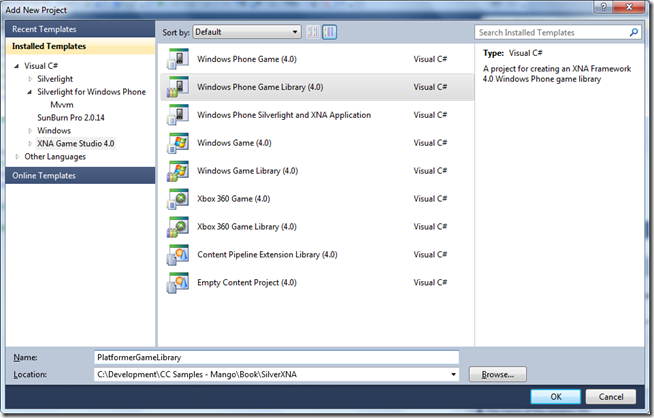 Add New Project
Recent Templates
Installed Templates
Visual C#
Silverlight
Silverlight for Windows Phone
Mvvm
SunBurn Pro 2.0.14
Windows
XNA Game Studio 4.0
Other Languages
Online Templates
Sort by: Default
Windows Phone Game (4.0) Visual C#
Windows Phone Game Library (4.0) Visual C#
Windows Phone Silverlight and XNA Application Visual C#
Windows Game (4.0) Visual C#
Windows Game Library (4.0) Visual C#
Xbox 360 Game (4.0) Visual C#
Xbox 360 Game Library (4.0) Visual C#
Content Pipeline Extension Library (4.0) Visual C#
Empty Content Project (4.0) Visual C#
Search Installed Templates
Type: Visual C#
A project for creating an XNA Framework
4.0 Windows Phone game library
Name: PlatformerGameLibrary
Location: C:\Development\CC Samples - Mango\Book\SilverXNA
Browse...
OK
Cancel